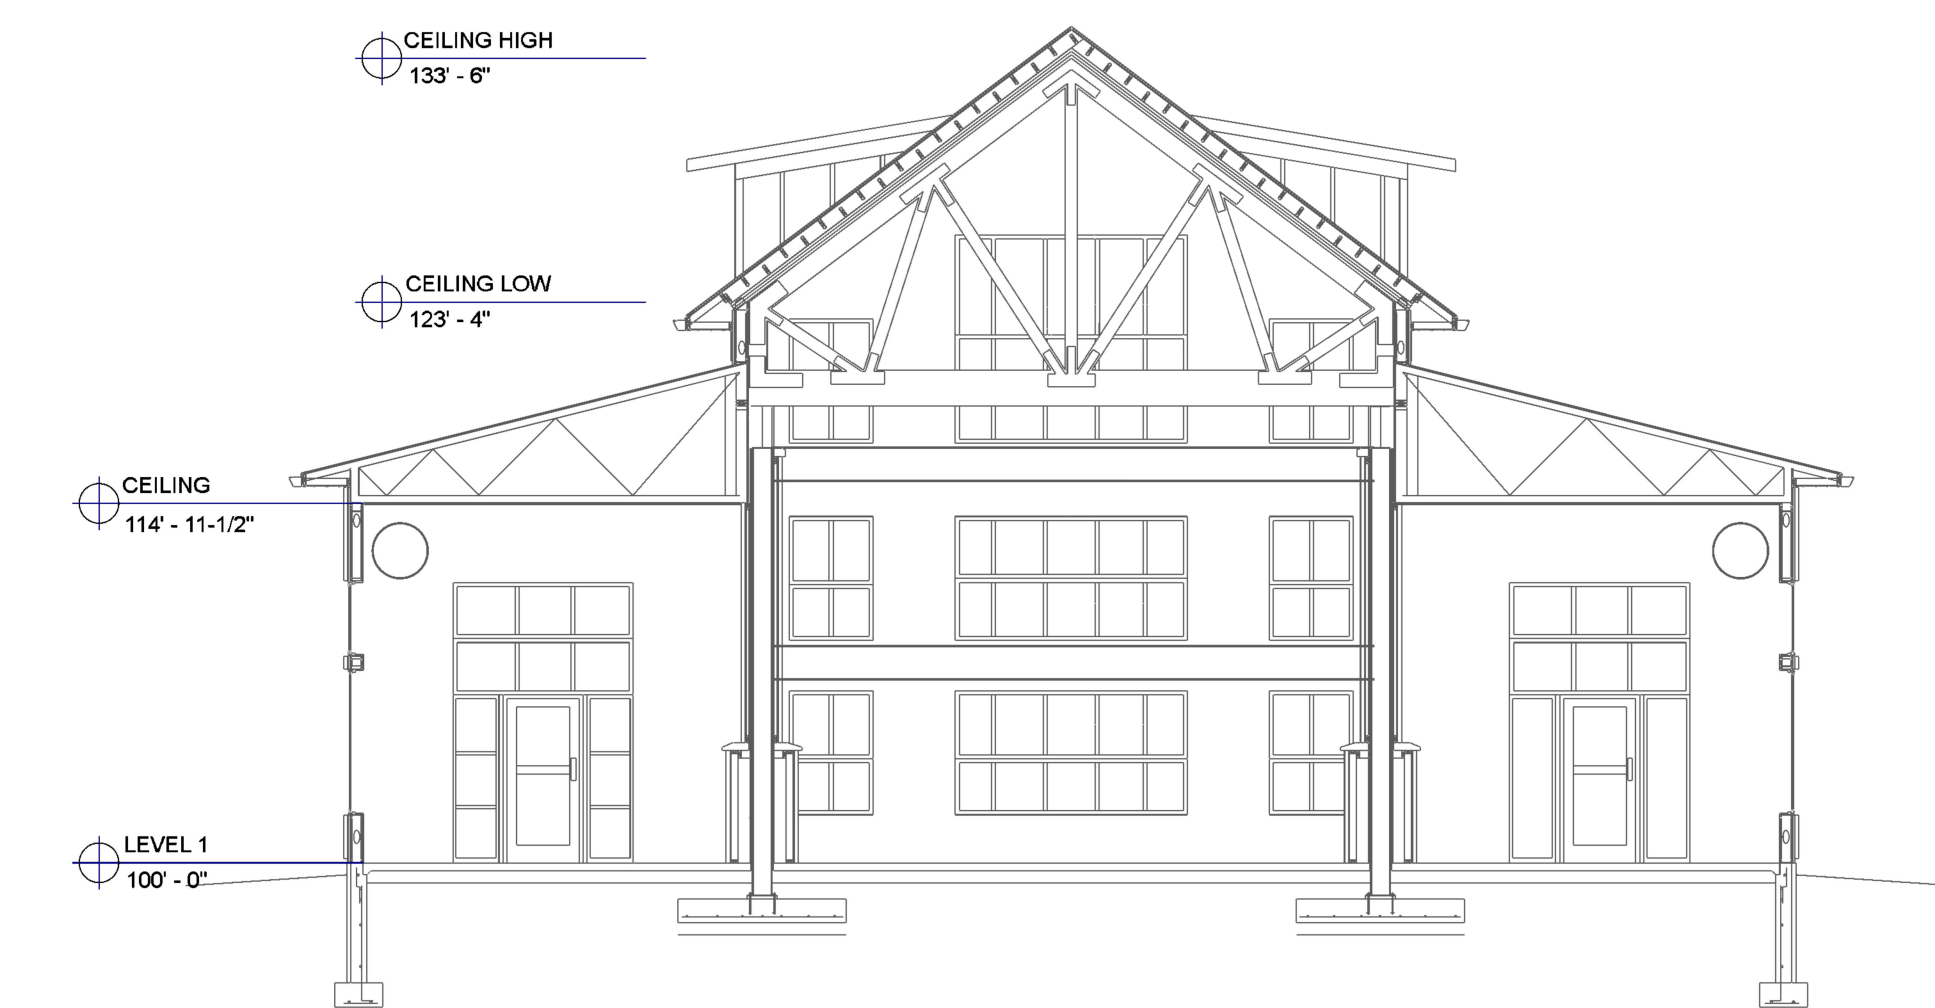 CEILING HIGH
133' - 6"
CEILING LOW
123' - 4"
CEILING
114' - 11-1/2"
LEVEL 1
100' - 0"